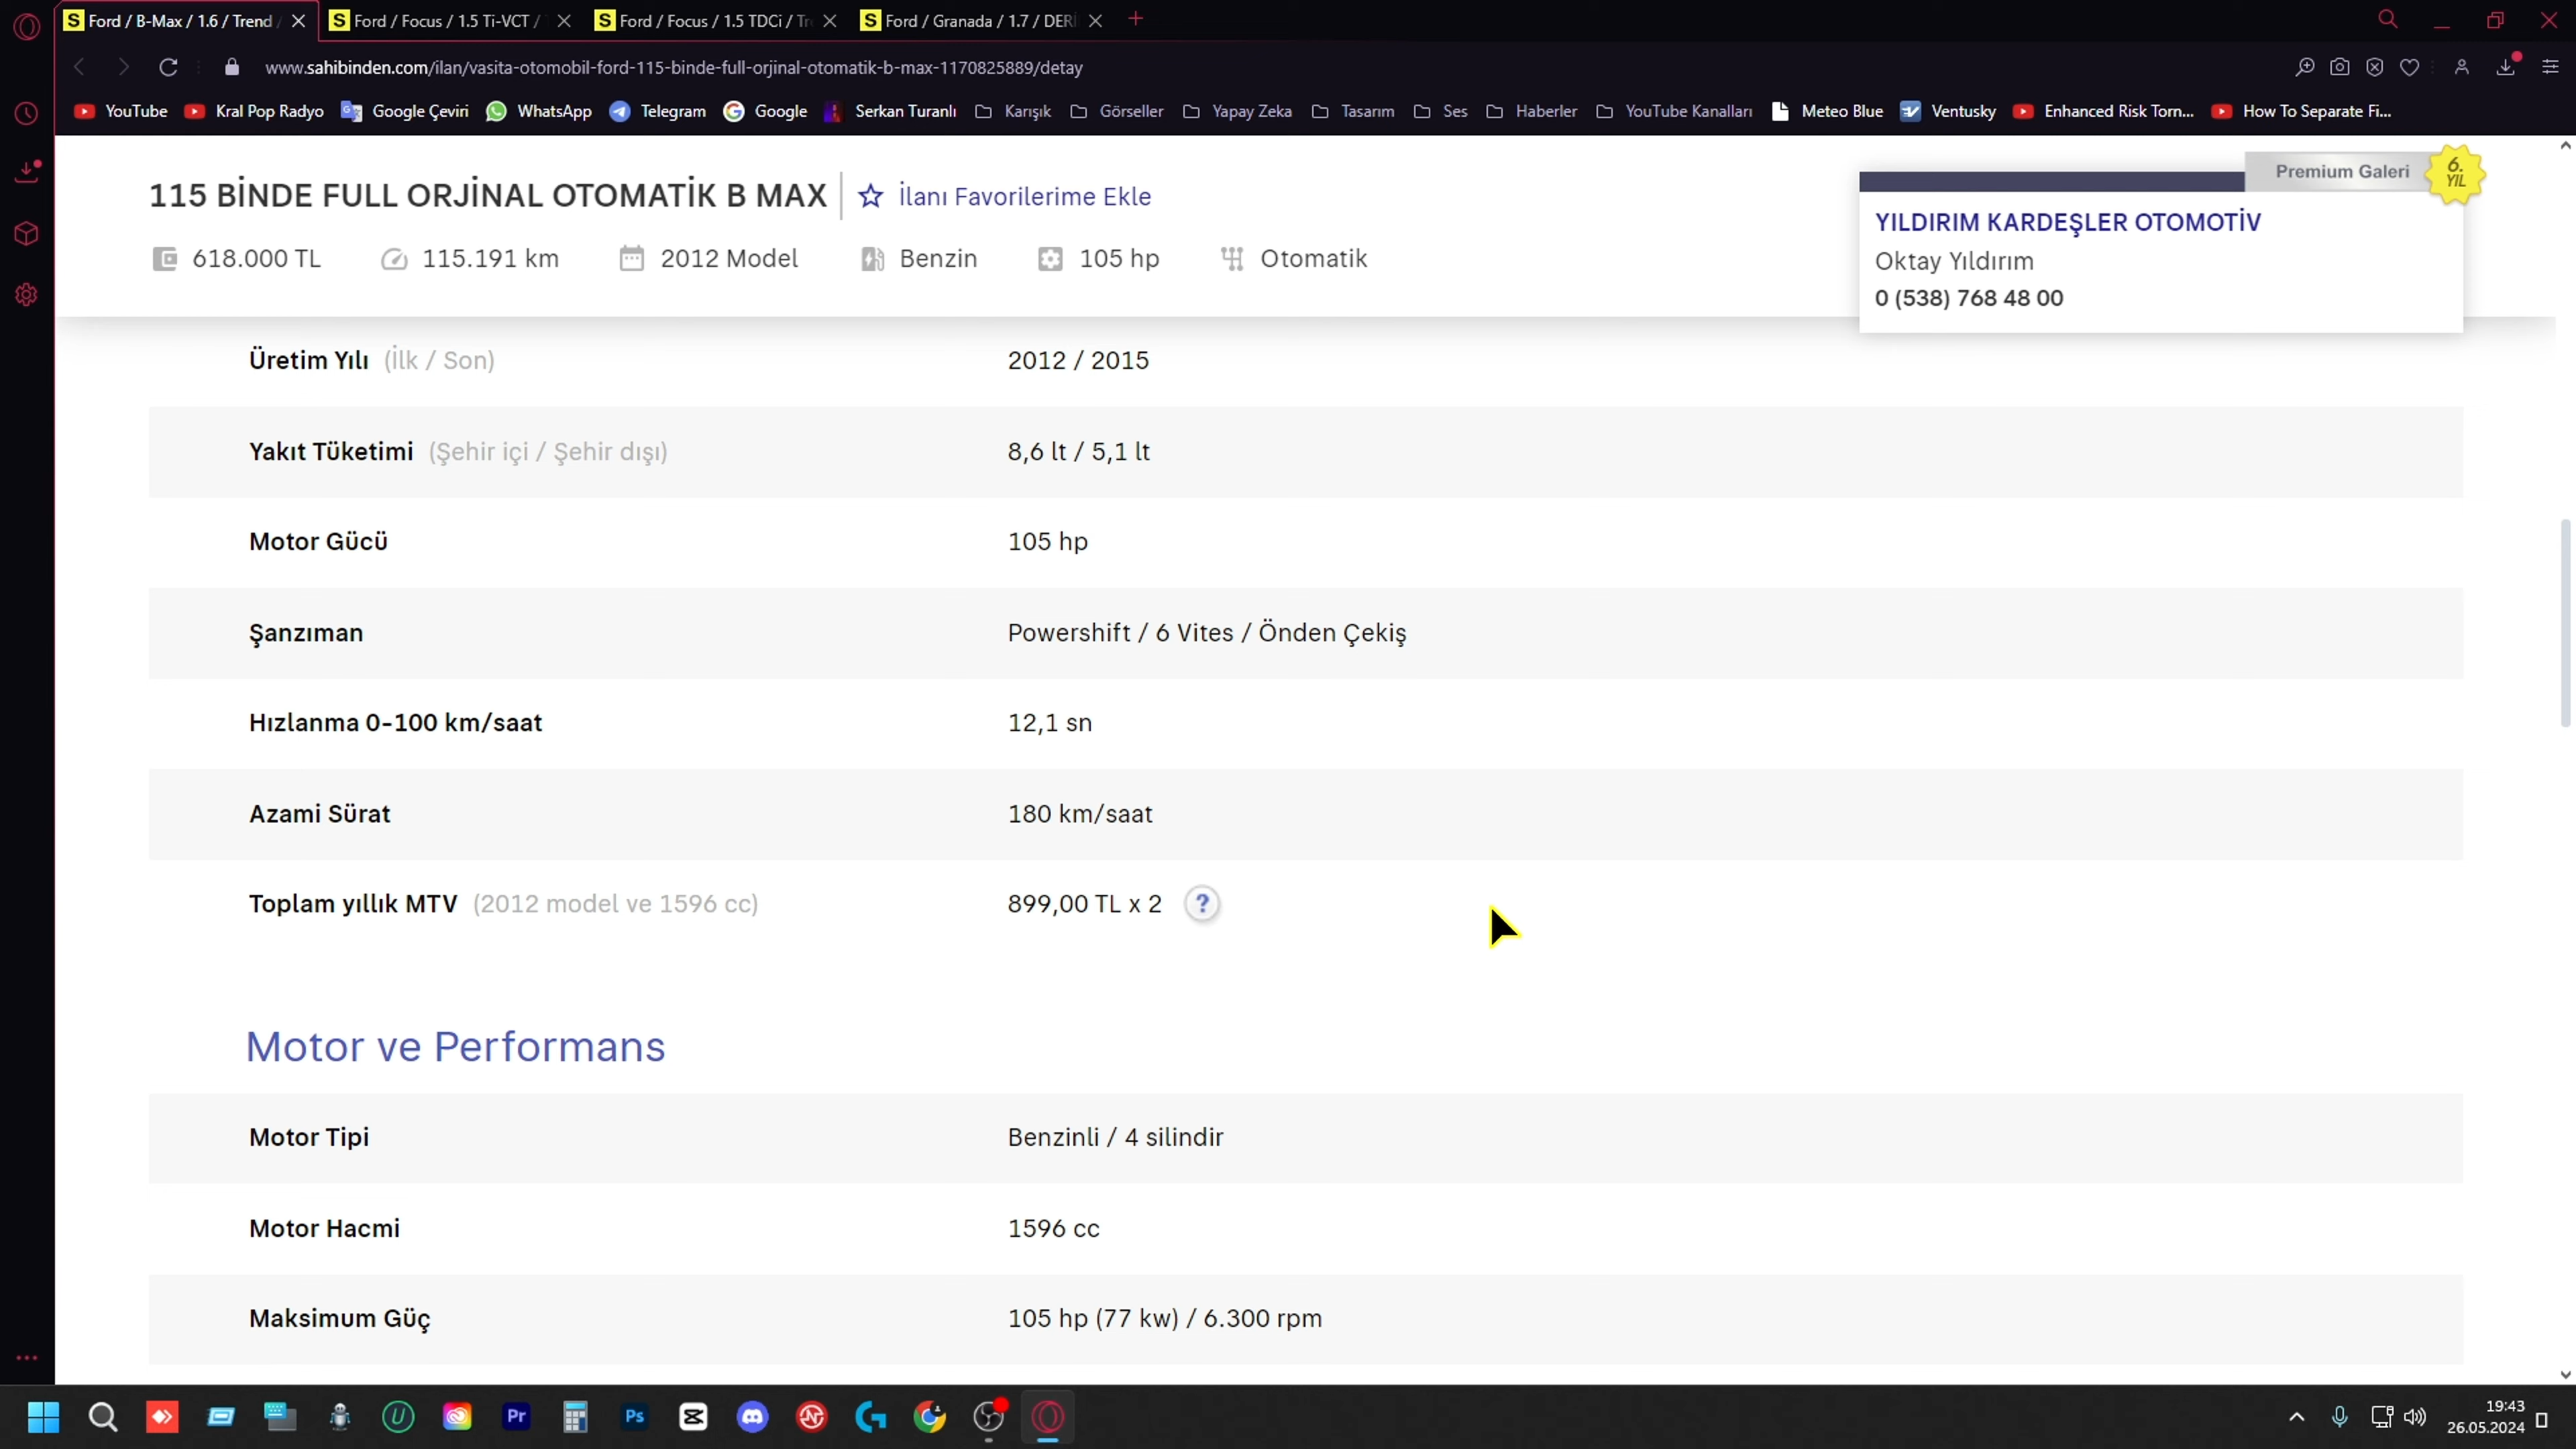 Ford / B-Max / 1.6 / Trend
Ford / Focus / 1.5 Ti-VCT /
Ford / Focus / 1.5 TDCi / Tr
Ford / Granada / 1.7 / DERİ
www.sahibinden.com/ilan/vasita-otomobil-ford-115-binde-full-orjinal-otomatik-b-max-1170825889/detay
YouTube
Kral Pop Radyo
Google Çeviri
WhatsApp
Telegram
Google
Serkan Turanlı
Karışık
Görseller
Yapay Zeka
Tasarım
Ses
Haberler
YouTube Kanalları
Meteo Blue
Ventusky
Enhanced Risk Torn...
How To Separate Fi...
115 BİNDE FULL ORJİNAL OTOMATİK B MAX
İlanı Favorilerime Ekle
618.000 TL
115.191 km
2012 Model
Benzin
105 hp
Otomatik
Premium Galeri
6.
YIL
YILDIRIM KARDEŞLER OTOMOTİV
Oktay Yıldırım
0 (538) 768 48 00
Üretim Yılı (İlk / Son) 2012 / 2015
Yakıt Tüketimi (Şehir içi / Şehir dışı) 8,6 lt / 5,1 lt
Motor Gücü 105 hp
Şanzıman Powershift / 6 Vites / Önden Çekiş
Hızlanma 0-100 km/saat 12,1 sn
Azami Sürat 180 km/saat
Toplam yıllık MTV (2012 model ve 1596 cc) 899,00 TL x 2 ?
Motor ve Performans
Motor Tipi Benzinli / 4 silindir
Motor Hacmi 1596 cc
Maksimum Güç 105 hp (77 kw) / 6.300 rpm
Pr
Ps
19:43
26.05.2024